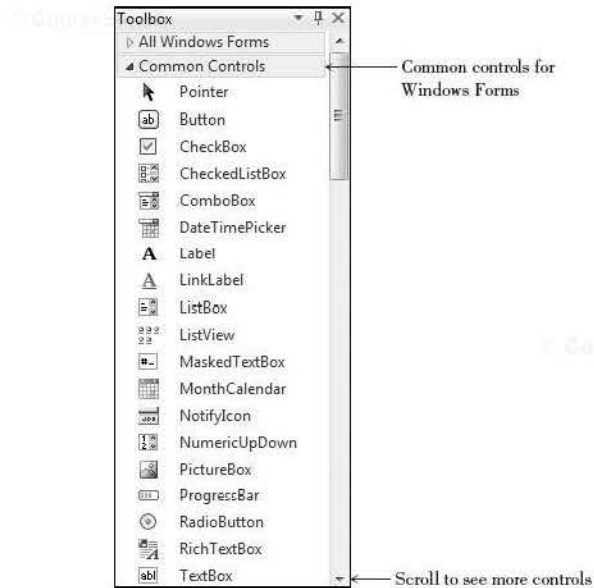 Toolbox
All Windows Forms
Common Controls
Common controls for
Windows Forms
Pointer
Button
CheckBox
CheckedListBox
ComboBox
DateTimePicker
Label
LinkLabel
ListBox
ListView
MaskedTextBox
MonthCalendar
NotifyIcon
NumericUpDown
PictureBox
ProgressBar
RadioButton
RichTextBox
TextBox
Scroll to see more controls